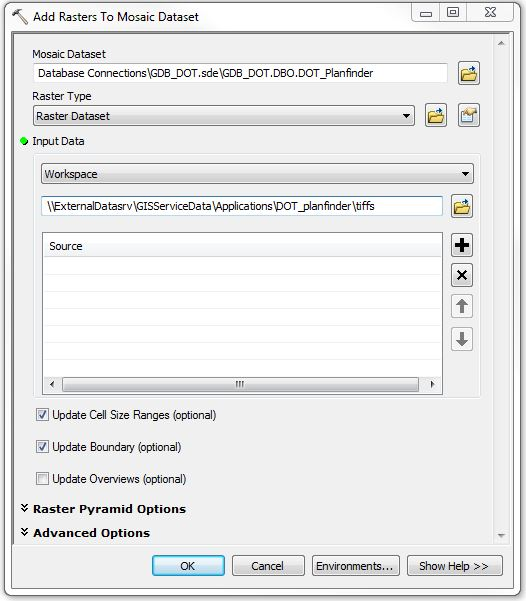 Add Rasters To Mosaic Dataset
Mosaic Dataset
Database Connections\GDB_DOT.sde\GDB_DOT.DBO.DOT_Planfinder
Raster Type
Raster Dataset
Input Data
Workspace
\\ExternalDatasrv\GISServiceData\Applications\DOT_planfinder\tiffs
Source
Update Cell Size Ranges (optional)
Update Boundary (optional)
Update Overviews (optional)
Raster Pyramid Options
Advanced Options
OK Cancel Environments... Show Help >>